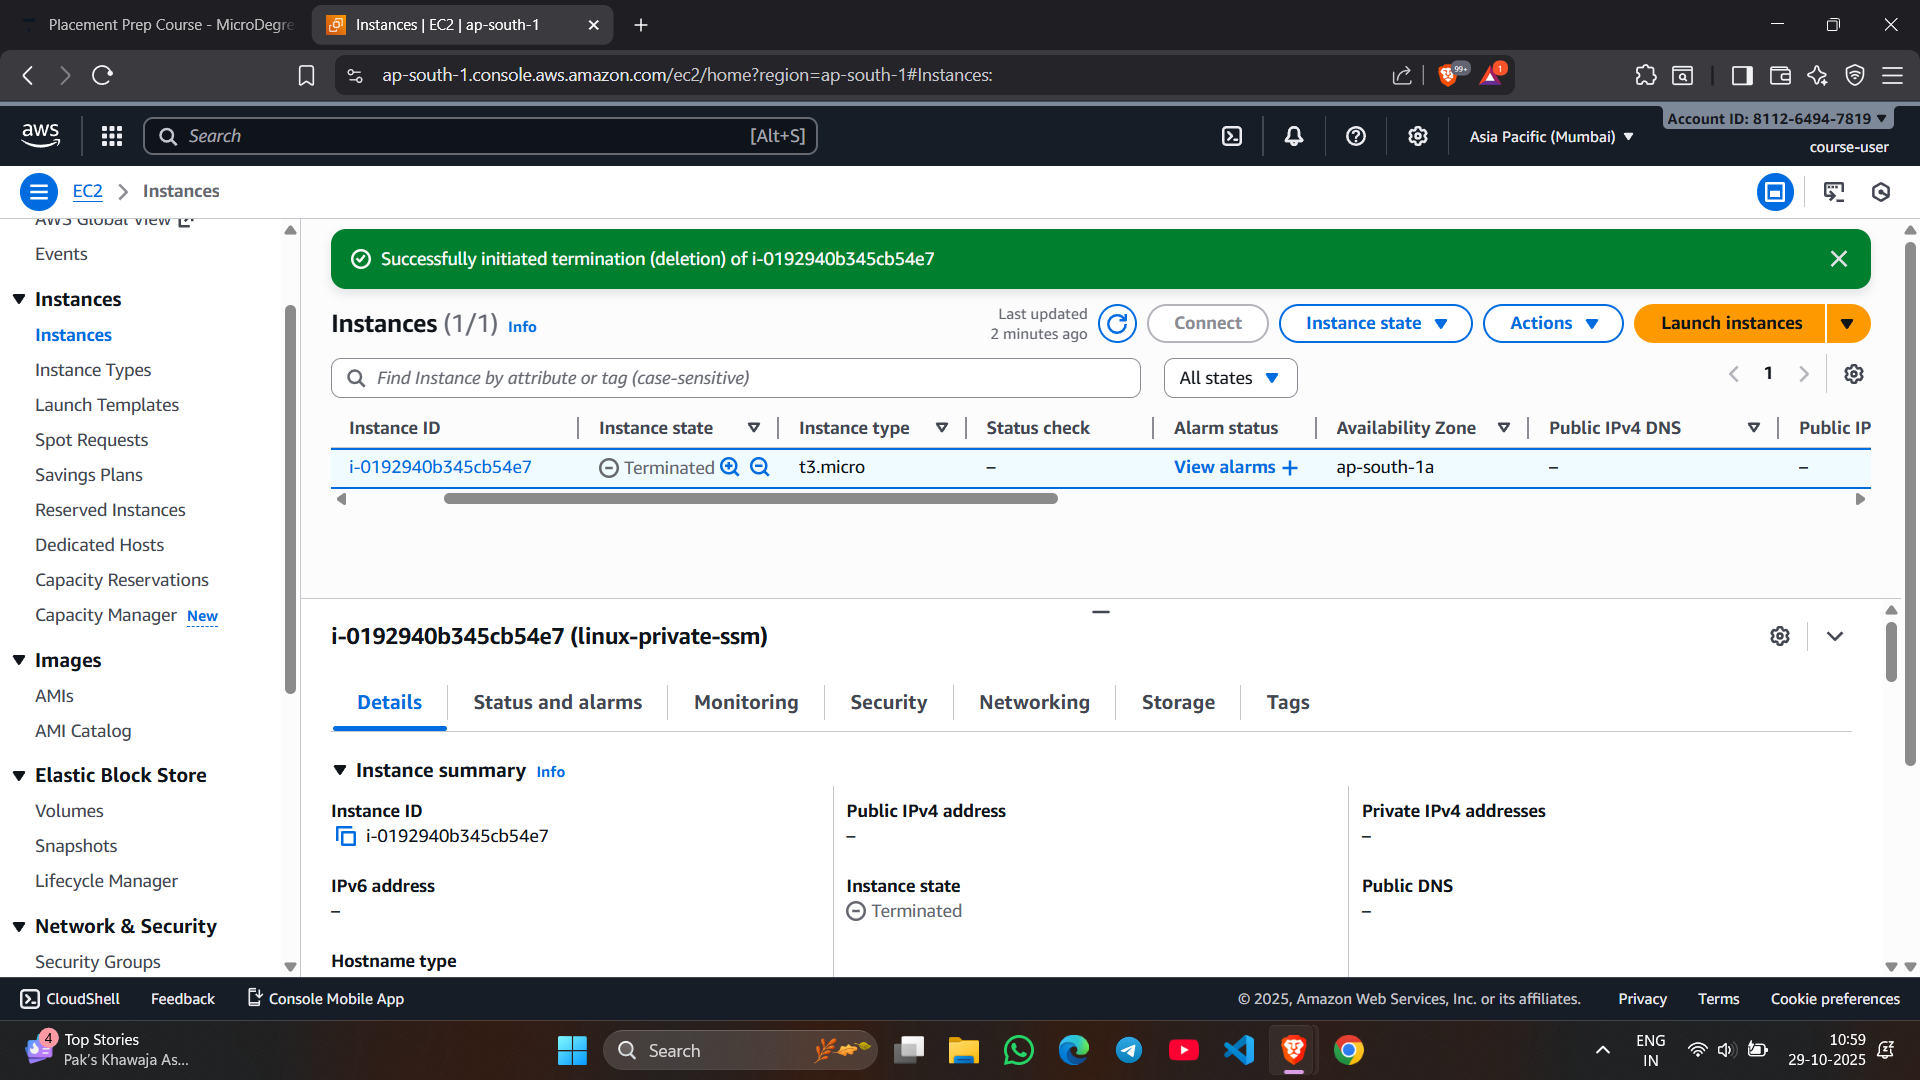 Placement Prep Course - MicroDegre
Instances | EC2 | ap-south-1
ap-south-1.console.aws.amazon.com/ec2/home?region=ap-south-1#Instances:
99+
1
aws
Search
[Alt+S]
Asia Pacific (Mumbai)
Account ID: 8112-6494-7819
course-user
EC2
Instances
AWS Global View
Events
Instances
Instances
Instance Types
Launch Templates
Spot Requests
Savings Plans
Reserved Instances
Dedicated Hosts
Capacity Reservations
Capacity Manager New
Images
AMIs
AMI Catalog
Elastic Block Store
Volumes
Snapshots
Lifecycle Manager
Network & Security
Security Groups
Successfully initiated termination (deletion) of i-0192940b345cb54e7
Instances (1/1) Info
Last updated
2 minutes ago
Connect
Instance state
Actions
Launch instances
Find Instance by attribute or tag (case-sensitive)
All states
1
Instance ID
Instance state
Instance type
Status check
Alarm status
Availability Zone
Public IPv4 DNS
Public IP
i-0192940b345cb54e7
Terminated
t3.micro
–
View alarms +
ap-south-1a
–
–
i-0192940b345cb54e7 (linux-private-ssm)
Details
Status and alarms
Monitoring
Security
Networking
Storage
Tags
Instance summary Info
Instance ID
i-0192940b345cb54e7
Public IPv4 address
–
Private IPv4 addresses
–
IPv6 address
–
Instance state
Terminated
Public DNS
–
Hostname type
CloudShell
Feedback
Console Mobile App
© 2025, Amazon Web Services, Inc. or its affiliates.
Privacy
Terms
Cookie preferences
4
Top Stories
Pak's Khawaja As...
Search
ENG
IN
10:59
29-10-2025